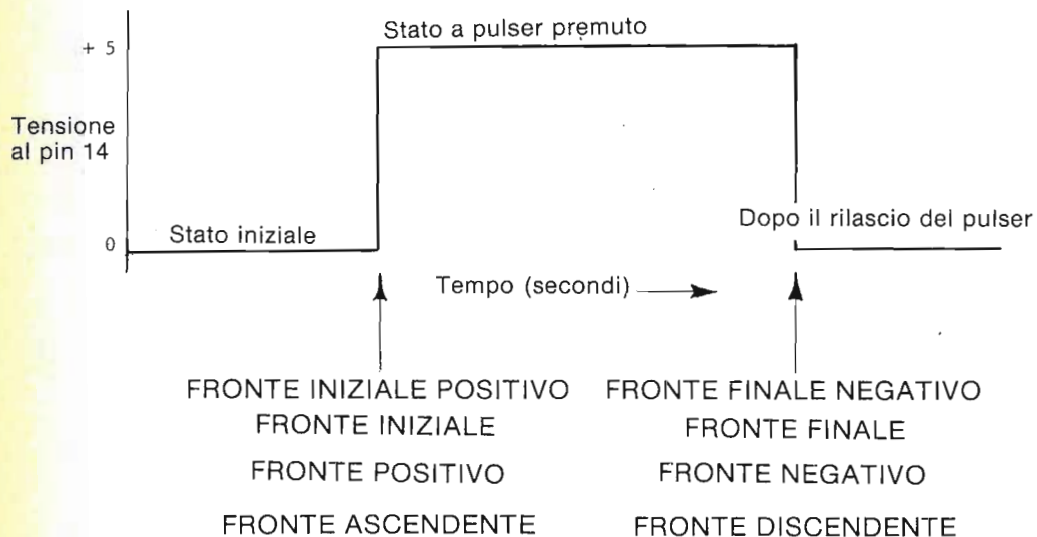 Stato a pulser premuto
+ 5
Tensione
al pin 14
Dopo il rilascio del pulser
Stato iniziale
0
Tempo (secondi)
FRONTE INIZIALE POSITIVO FRONTE FINALE NEGATIVO
FRONTE INIZIALE FRONTE FINALE
FRONTE POSITIVO FRONTE NEGATIVO
FRONTE ASCENDENTE FRONTE DISCENDENTE